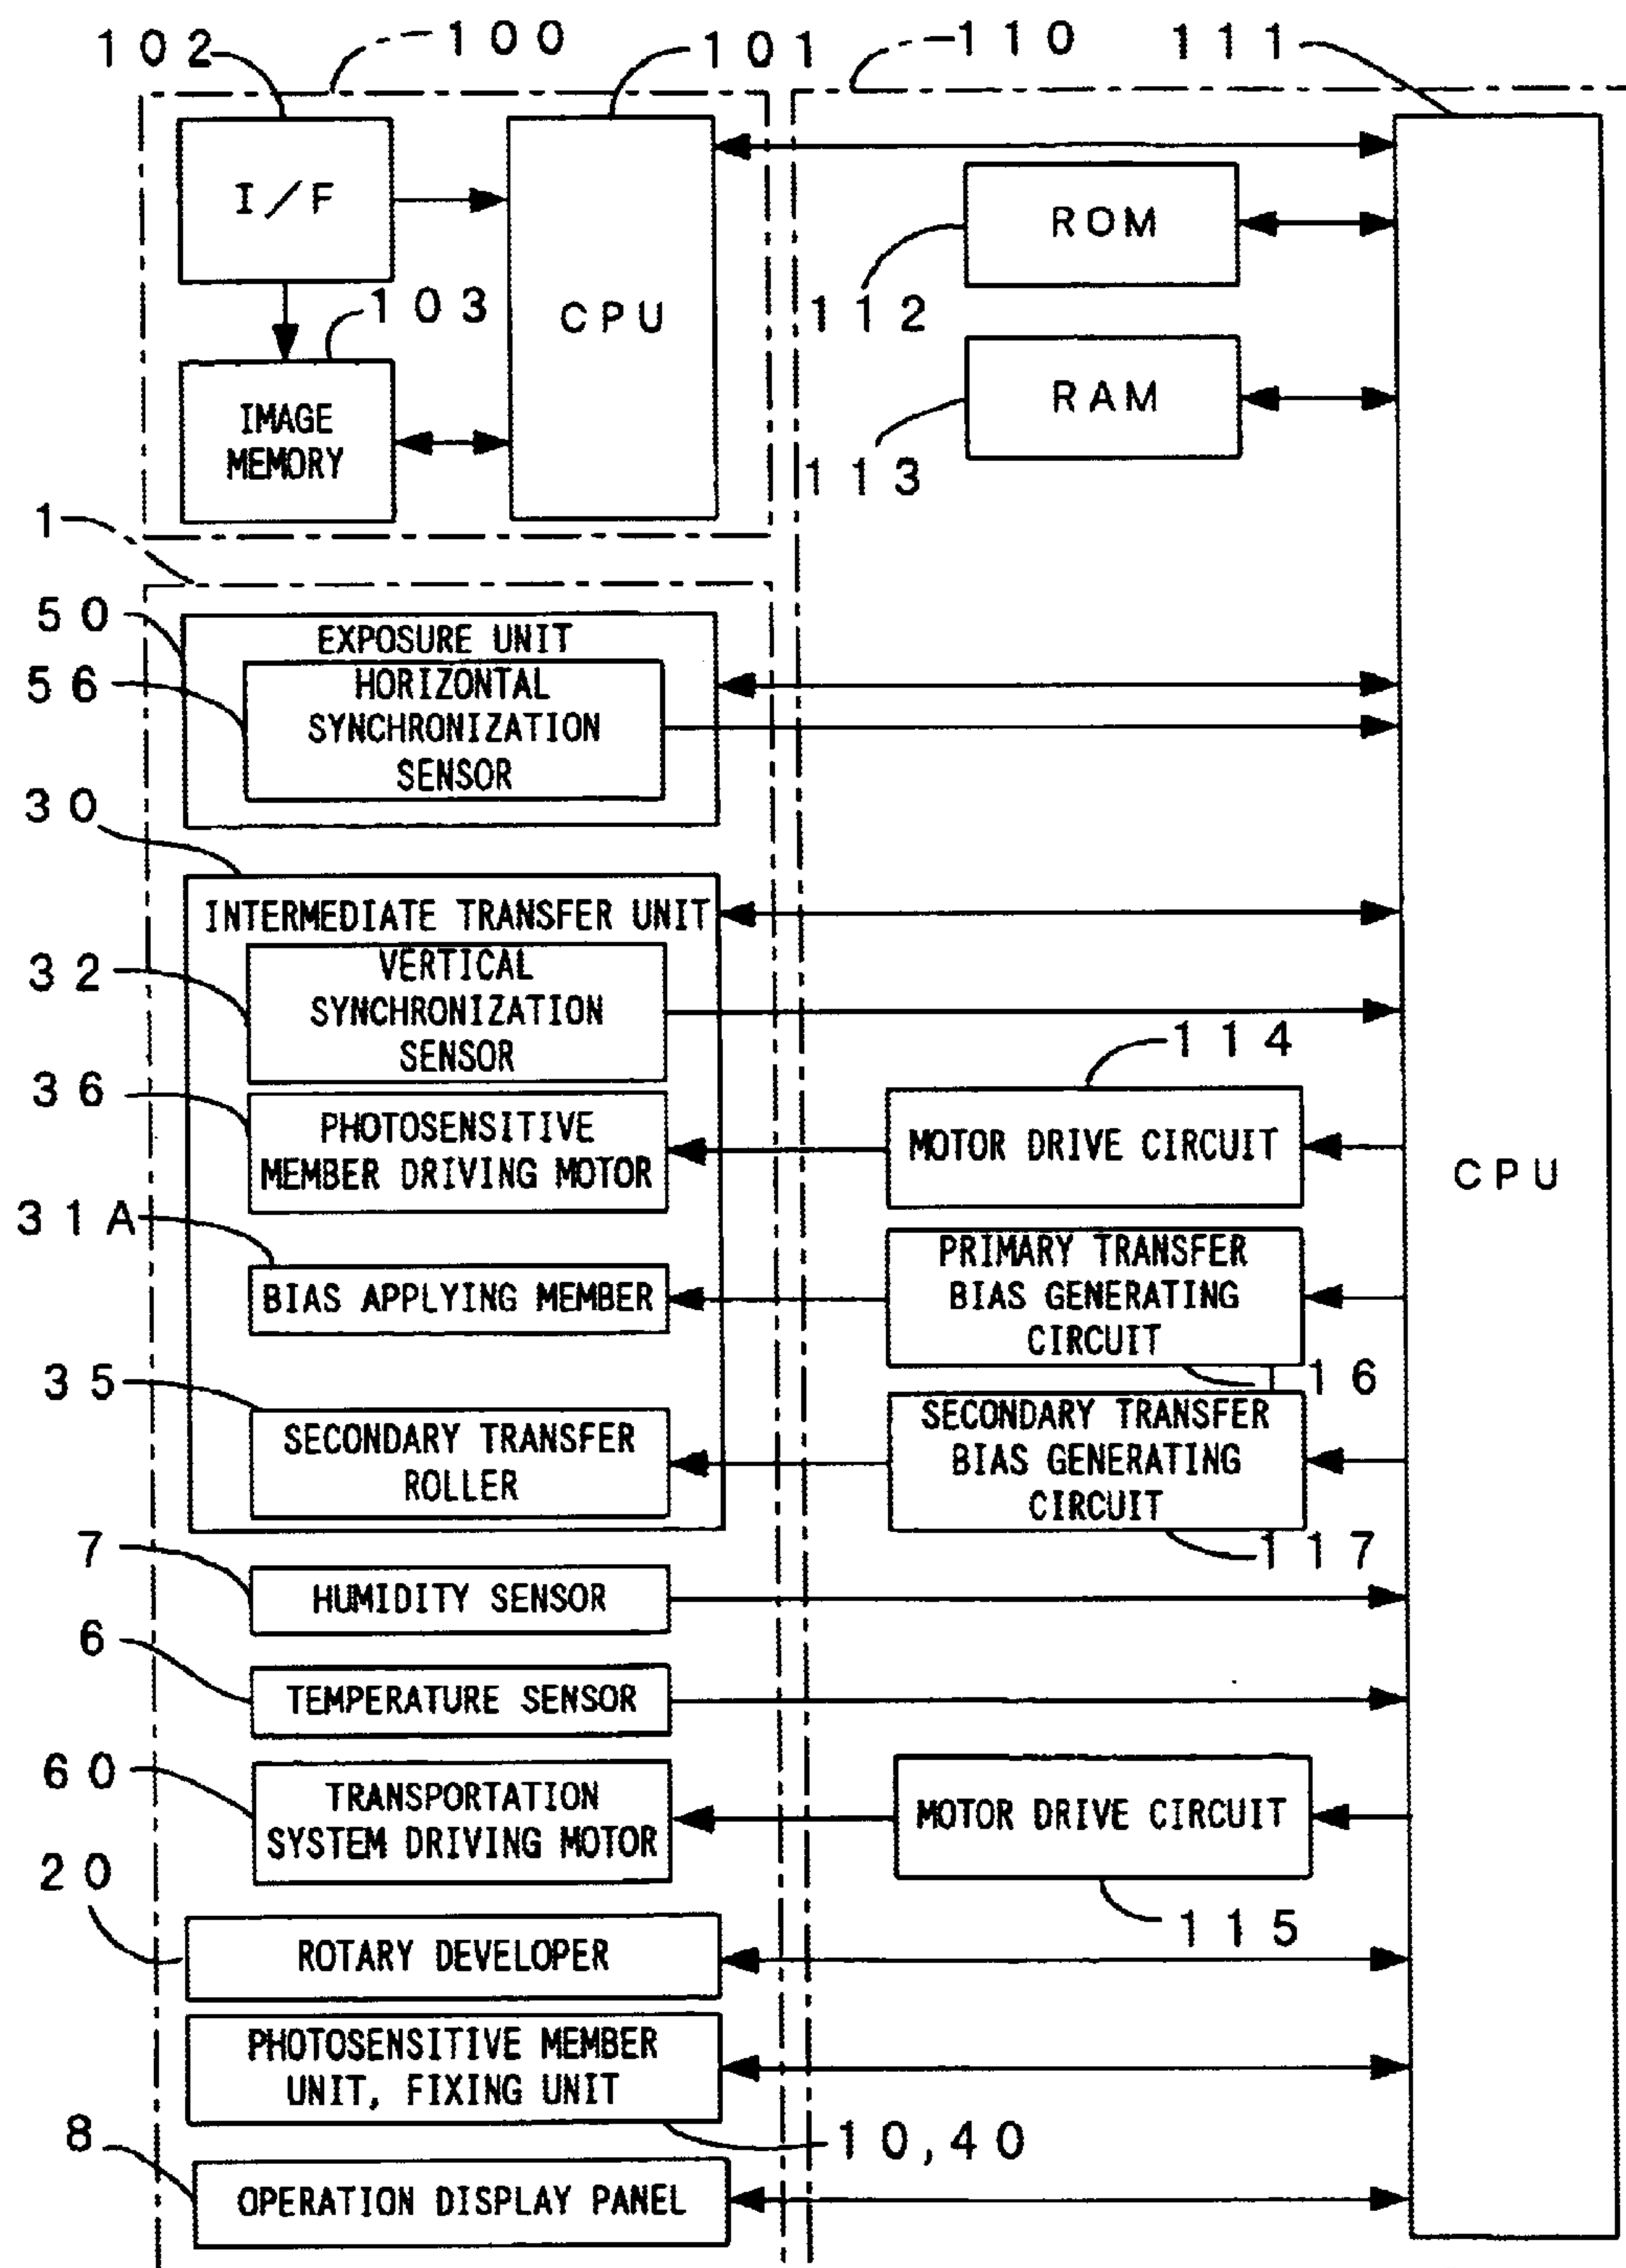 102
100
101
110
111
I/F
CPU
ROM
112
103
IMAGE
MEMORY
RAM
113
1
50
EXPOSURE UNIT
56
HORIZONTAL
SYNCHRONIZATION
SENSOR
30
INTERMEDIATE TRANSFER UNIT
32
VERTICAL
SYNCHRONIZATION
SENSOR
114
36
PHOTOSENSITIVE
MEMBER DRIVING MOTOR
MOTOR DRIVE CIRCUIT
CPU
31A
BIAS APPLYING MEMBER
PRIMARY TRANSFER
BIAS GENERATING
CIRCUIT
116
35
SECONDARY TRANSFER
ROLLER
SECONDARY TRANSFER
BIAS GENERATING
CIRCUIT
117
7
HUMIDITY SENSOR
6
TEMPERATURE SENSOR
60
TRANSPORTATION
SYSTEM DRIVING MOTOR
MOTOR DRIVE CIRCUIT
115
20
ROTARY DEVELOPER
PHOTOSENSITIVE MEMBER
UNIT, FIXING UNIT
10,40
8
OPERATION DISPLAY PANEL